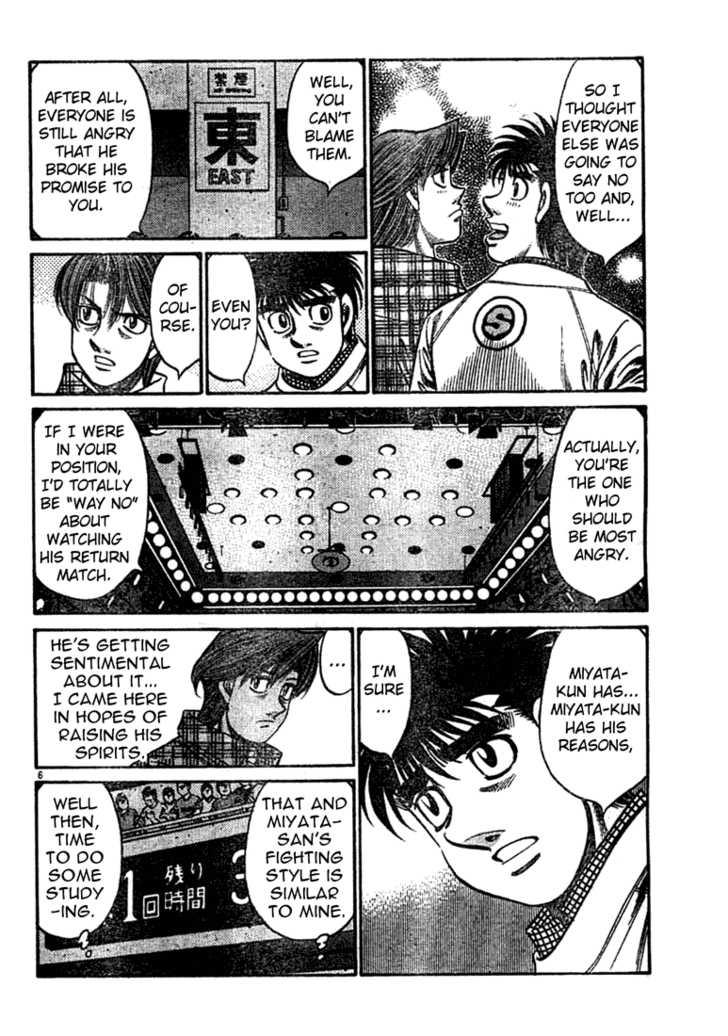 SO I
THOUGHT
EVERYONE
ELSE WAS
GOING TO
SAY NO
TOO AND,
WELL...
S
WELL,
YOU
CAN'T
BLAME
THEM.
禁煙
東
EAST
AFTER ALL,
EVERYONE IS
STILL ANGRY
THAT HE
BROKE HIS
PROMISE TO
YOU.
EVEN
YOU?
OF
COU-
RSE.
ACTUALLY,
YOU'RE
THE ONE
WHO
SHOULD
BE MOST
ANGRY.
IF I WERE
IN YOUR
POSITION,
I'D TOTALLY
BE "WAY NO"
ABOUT
WATCHING
HIS RETURN
MATCH.
MIYATA-
KUN HAS...
MIYATA-KUN
HAS HIS
REASONS,
I'M
SURE
...
...
HE'S GETTING
SENTIMENTAL
ABOUT IT...
I CAME HERE
IN HOPES OF
RAISING HIS
SPIRITS.
6
THAT AND
MIYATA-
SAN'S
FIGHTING
STYLE IS
SIMILAR
TO MINE.
WELL
THEN,
TIME
TO DO
SOME
STUDY
-ING.
残り
1回時間 3